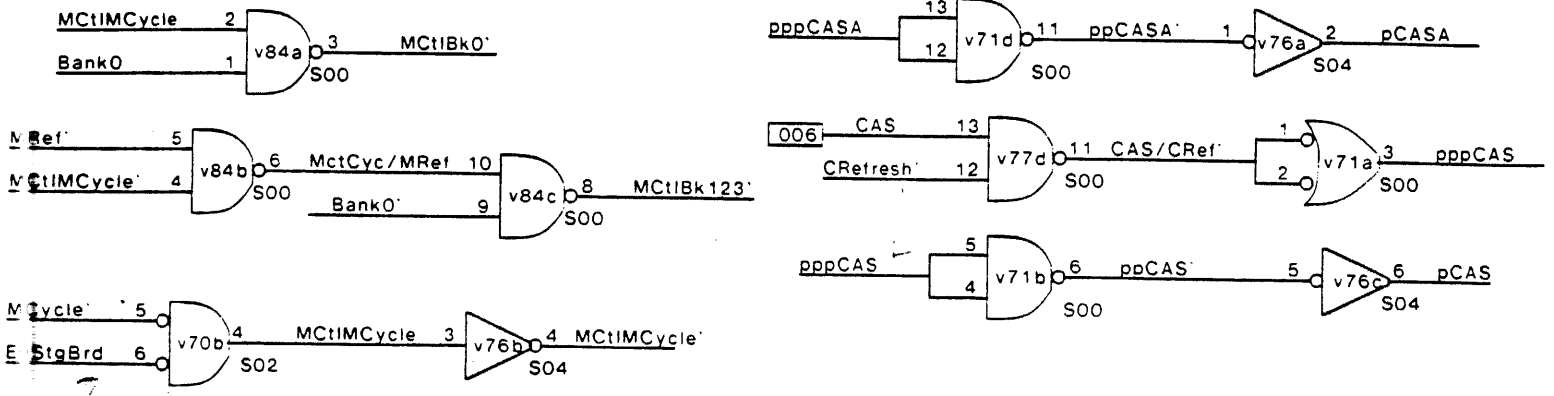 MCtlMCycle 2
v84a 3 MCtlBk0'
Bank0 1
S00
MRef' 5
v84b 6 MctCyc/MRef 10
MCtlMCycle' 4
S00
v84c 8 MCtlBk123'
Bank0' 9
S00
MCycle' 5
v70b 4 MCtlMCycle 3 v76b 4 MCtlMCycle'
StgBrd 6
S02
S04
pppCASA 13
12
v71d 11 ppCASA' 1 v76a 2 pCASA
S00
S04
006 CAS 13
v77d 11 CAS/CRef' 1
CRefresh' 12
S00
2
v71a 3 pppCAS
S00
pppCAS 5
4
v71b 6 ppCAS' 5 v76c 6 pCAS
S00
S04